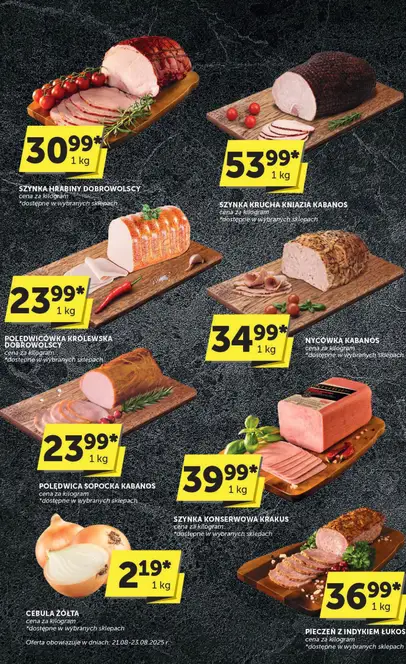 30.99*
1 kg
SZYNKA HRABINY DOBROWOLSCY
cena za kilogram
*dostępne w wybranych sklepach
53.99*
1 kg
SZYNKA KRUCHA KNIAZIA KABANOS
cena za kilogram
*dostępne w wybranych sklepach
23.99*
1 kg
POLĘDWICÓWKA KRÓLEWSKA
DOBROWOLSCY
cena za kilogram
*dostępne w wybranych sklepach.
34.99*
1 kg
NYCÓWKA KABANOS
cena za kilogram
*dostępne w wybranych sklepach.
23.99*
1 kg
POLĘDWICA SOPOCKA KABANOS
cena za kilogram
*dostępne w wybranych sklepach.
39.99*
1 kg
SZYNKA KONSERWOWA KRAKUS
cena za kilogram
*dostępne w wybranych sklepach
2.19*
1 kg
CEBULA ŻÓŁTA
cena za kilogram
*dostępne w wybranych sklepach
36.99*
1 kg
PIECZEŃ Z INDYKIEM ŁUKOS
cena za kilogram
*dostępne w wybranych sklepach
Oferta obowiązuje w dniach: 21.08-23.08.2025 r.